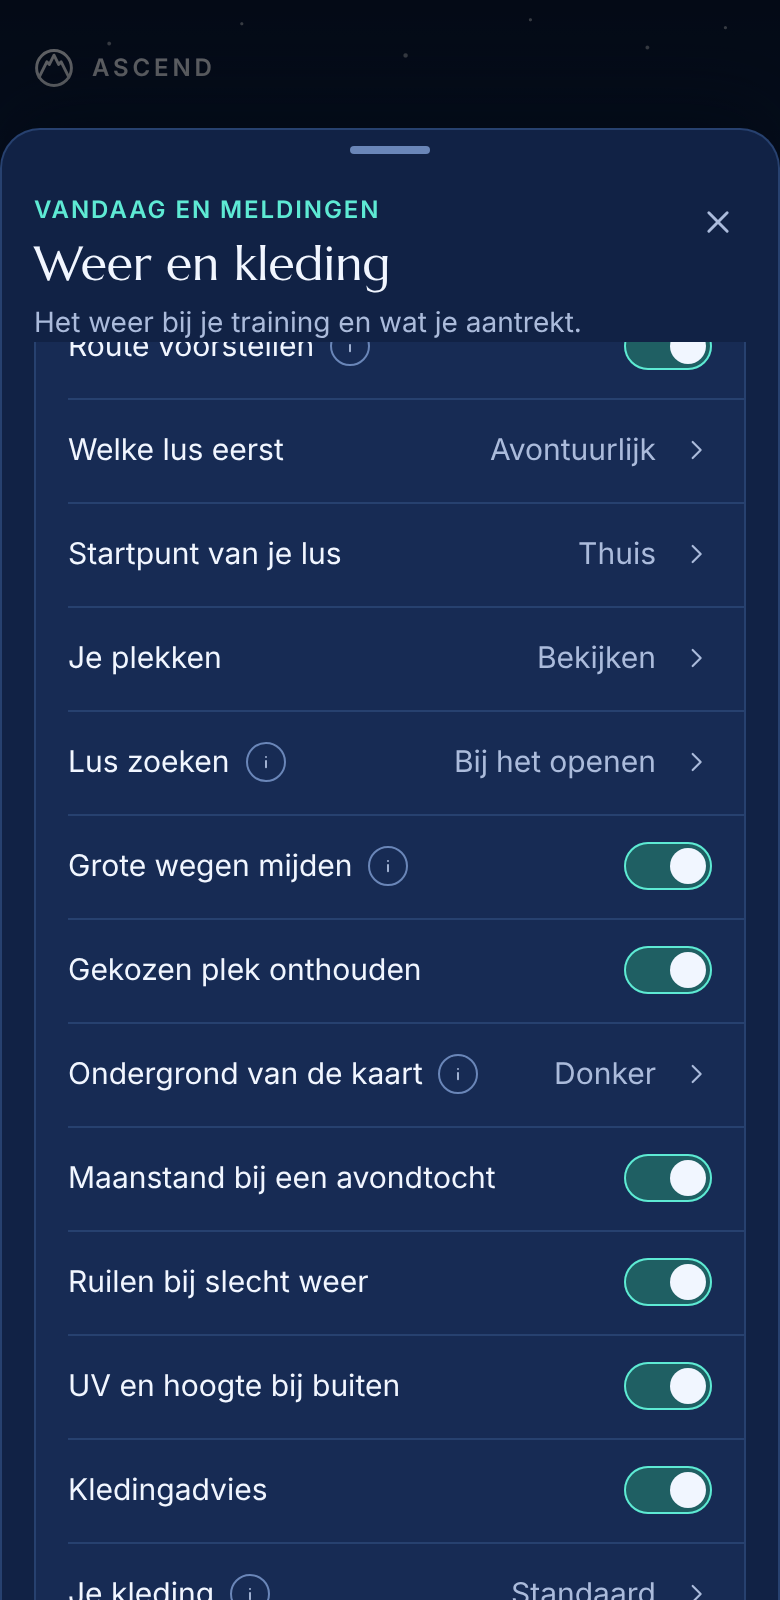 ASCEND
VANDAAG EN MELDINGEN
Weer en kleding
Het weer bij je training en wat je aantrekt.
Route voorstellen
Welke lus eerst Avontuurlijk
Startpunt van je lus Thuis
Je plekken Bekijken
Lus zoeken i Bij het openen
Grote wegen mijden i
Gekozen plek onthouden
Ondergrond van de kaart i Donker
Maanstand bij een avondtocht
Ruilen bij slecht weer
UV en hoogte bij buiten
Kledingadvies
Je kleding i Standaard